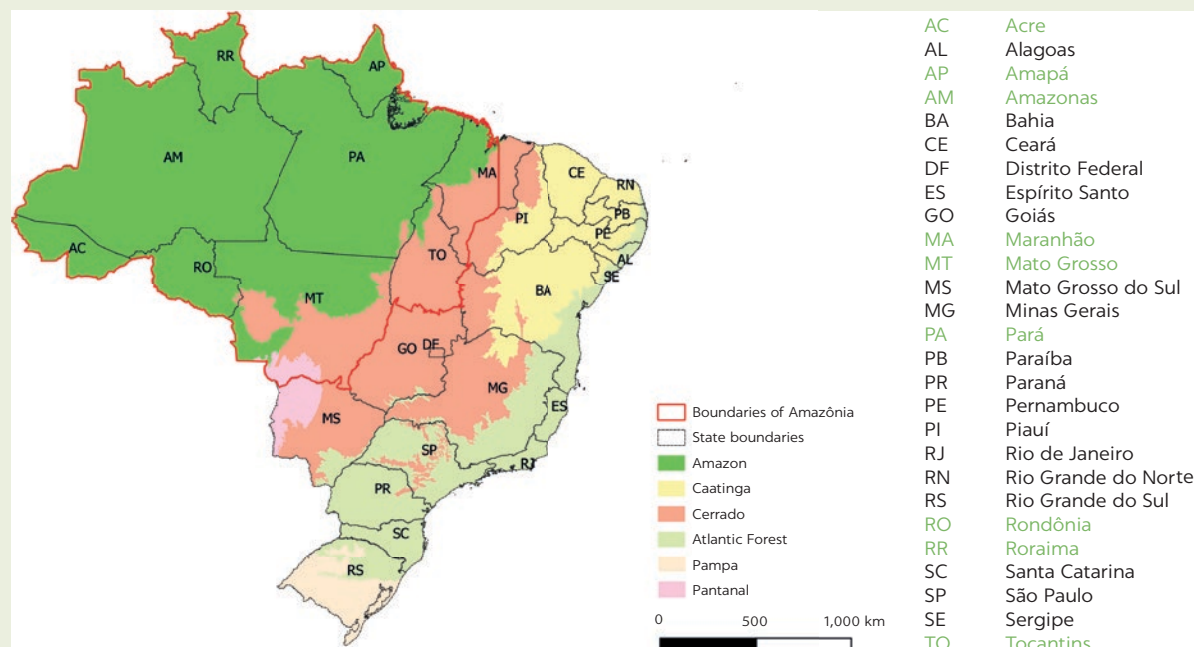 RR
AP
AM
PA
MA
CE
RN
PB
PI
PE
AC
AL
TO
SE
RO
BA
MT
GO
DF
MG
ES
MS
SP
RJ
PR
SC
RS
Boundaries of Amazônia
State boundaries
Amazon
Caatinga
Cerrado
Atlantic Forest
Pampa
Pantanal
0 500 1,000 km
AC Acre
AL Alagoas
AP Amapá
AM Amazonas
BA Bahia
CE Ceará
DF Distrito Federal
ES Espírito Santo
GO Goiás
MA Maranhão
MT Mato Grosso
MS Mato Grosso do Sul
MG Minas Gerais
PA Pará
PB Paraíba
PR Paraná
PE Pernambuco
PI Piauí
RJ Rio de Janeiro
RN Rio Grande do Norte
RS Rio Grande do Sul
RO Rondônia
RR Roraima
SC Santa Catarina
SP São Paulo
SE Sergipe
TO Tocantins